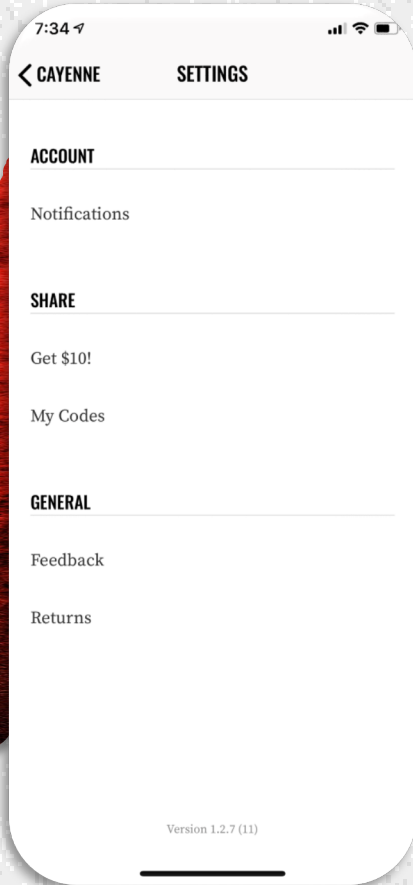 7:34
CAYENNE
SETTINGS
ACCOUNT
Notifications
SHARE
Get $10!
My Codes
GENERAL
Feedback
Returns
Version 1.2.7 (11)